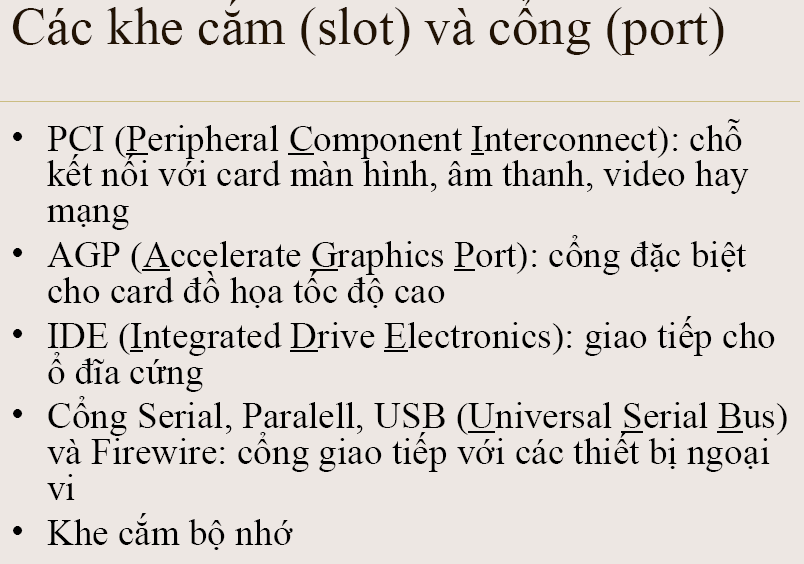 Các khe cắm (slot) và cổng (port)
• PCI (Peripheral Component Interconnect): chỗ
kết nối với card màn hình, âm thanh, video hay
mạng
• AGP (Accelerate Graphics Port): cổng đặc biệt
cho card đồ họa tốc độ cao
• IDE (Integrated Drive Electronics): giao tiếp cho
ổ đĩa cứng
• Cổng Serial, Paralell, USB (Universal Serial Bus)
và Firewire: cổng giao tiếp với các thiết bị ngoại
vi
• Khe cắm bộ nhớ